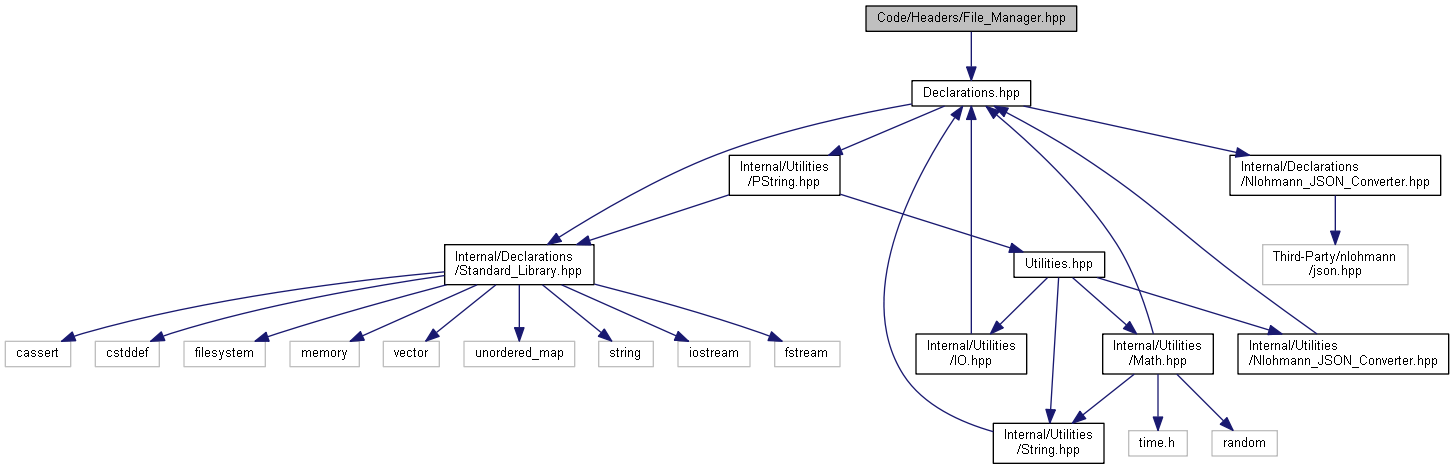 Code/Headers/File_Manager.hpp
Declarations.hpp
Internal/Utilities
/PString.hpp
Internal/Declarations
/Nlohmann_JSON_Converter.hpp
Internal/Declarations
/Standard_Library.hpp
Utilities.hpp
Third-Party/nlohmann
/json.hpp
cassert
cstddef
filesystem
memory
vector
unordered_map
string
iostream
fstream
Internal/Utilities
/IO.hpp
Internal/Utilities
/Math.hpp
Internal/Utilities
/Nlohmann_JSON_Converter.hpp
Internal/Utilities
/String.hpp
time.h
random